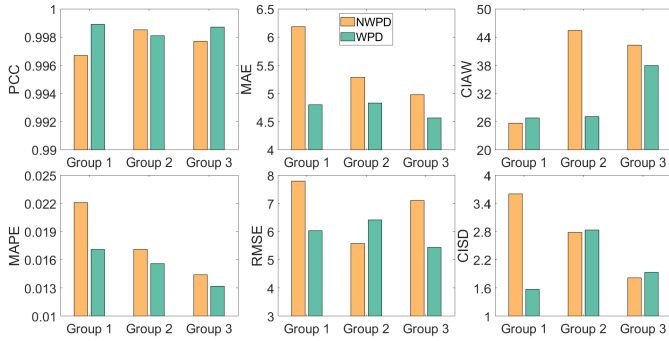 PCC
1
0.998
0.996
0.994
0.992
0.99
Group 1 Group 2 Group 3
MAE
6.5
6
5.5
5
4.5
4
NWPD
WPD
Group 1 Group 2 Group 3
CIAW
50
44
38
32
26
20
Group 1 Group 2 Group 3
MAPE
0.025
0.022
0.019
0.016
0.013
0.01
Group 1 Group 2 Group 3
RMSE
8
7
6
5
4
3
Group 1 Group 2 Group 3
CISD
4
3.4
2.8
2.2
1.6
1
Group 1 Group 2 Group 3